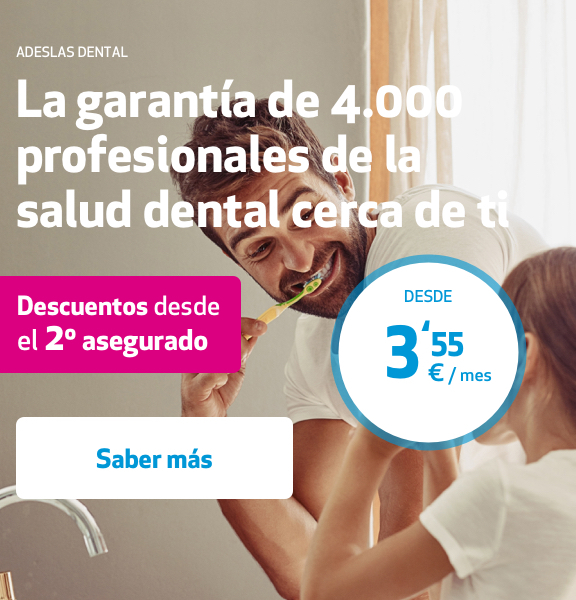 ADESLAS DENTAL
La garantía de 4.000
profesionales de la
salud dental cerca de ti
Descuentos desde
el 2º asegurado
DESDE
3‘55
€ / mes
Saber más